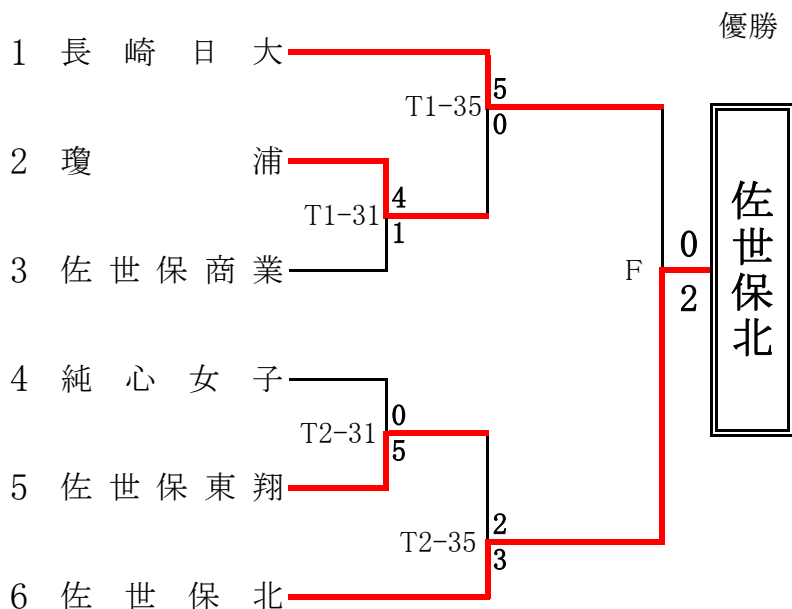 優勝
1 長崎日大
T1-35
5
0
2 瓊浦
T1-31
4
1
3 佐世保商業
F
0
2
佐世保北
4 純心女子
T2-31
0
5
5 佐世保東翔
T2-35
2
3
6 佐世保北